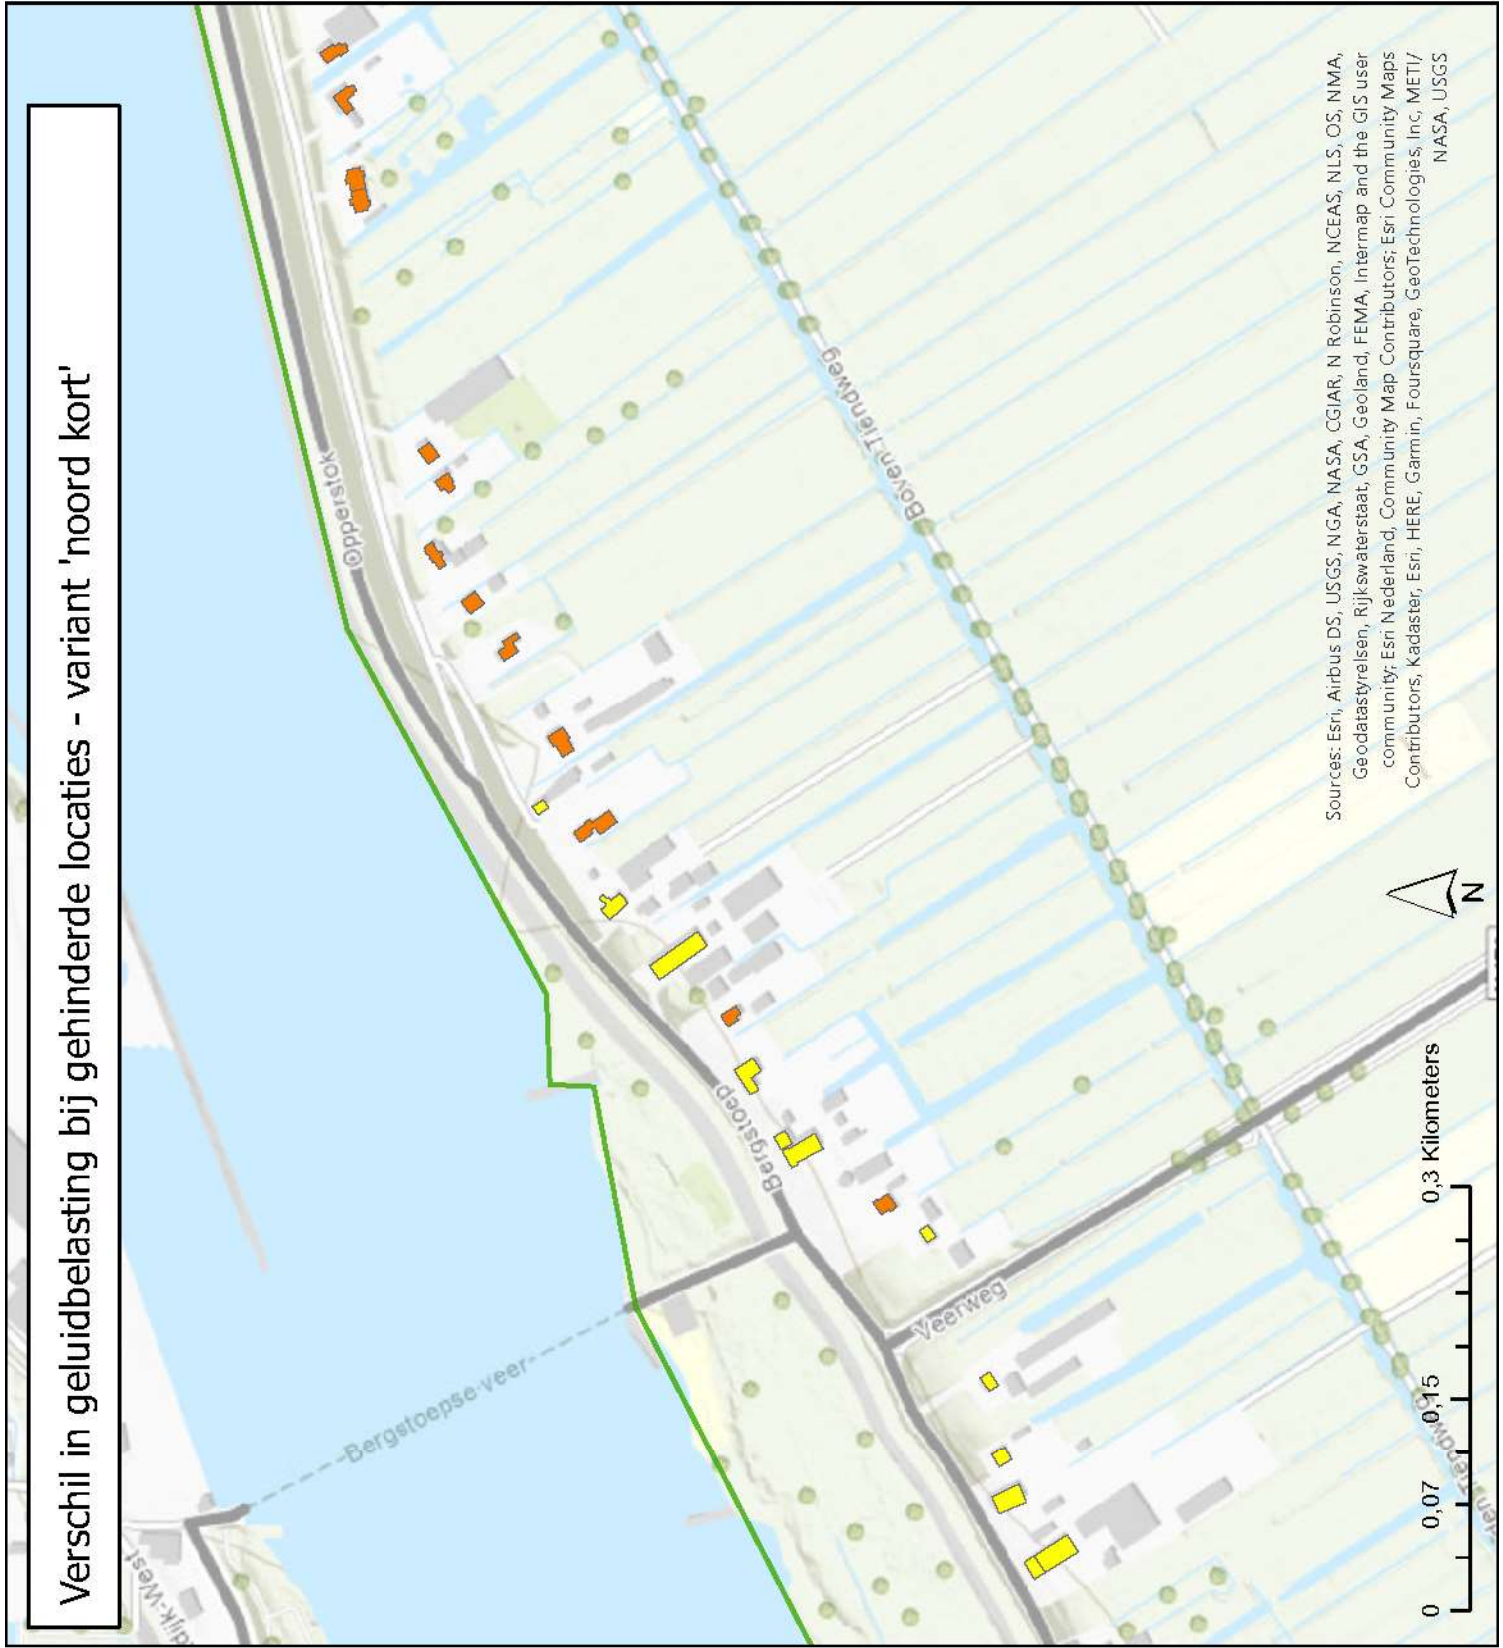 Verschil in geluidbelasting bij gehinderde locaties - variant 'noord kort'
dijk-West
Bergstoepse veer
Opperstok
Bergstoep
Veerweg
Boven Tiendweg
Tiendweg
0 0,07 0,15 0,3 Kilometers
N
Sources: Esri, Airbus DS, USGS, NGA, NASA, CGIAR, N Robinson, NCEAS, NLS, OS, NMA,
Geodatastyrelsen, Rijkswaterstaat, GSA, Geoland, FEMA, Intermap and the GIS user
community; Esri Nederland, Community Map Contributors; Esri Community Maps
Contributors, Kadaster, Esri, HERE, Garmin, Foursquare, GeoTechnologies, Inc, METI/
NASA, USGS